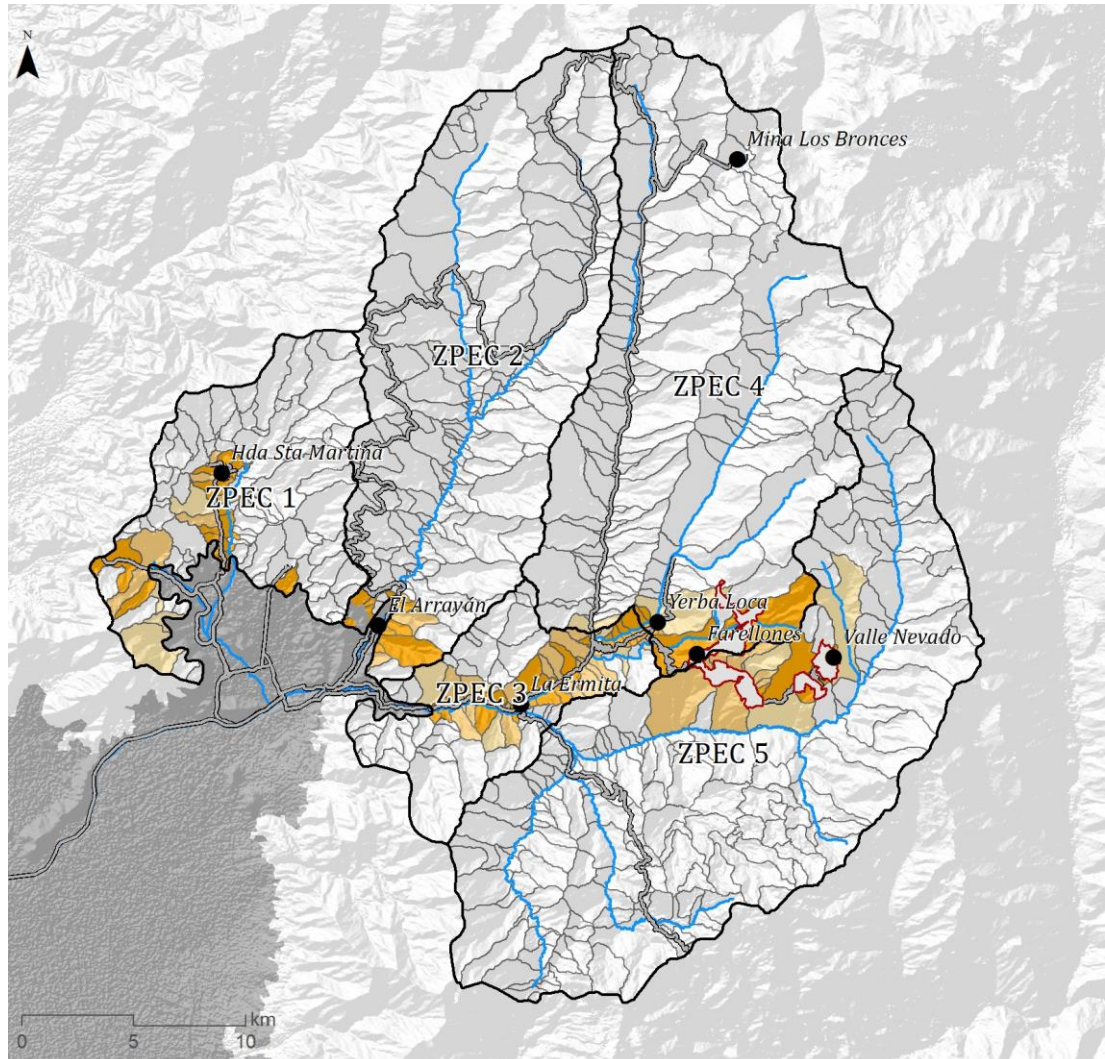 N
Mina Los Bronces
ZPEC 2
ZPEC 4
Hda Sta Martina
ZPEC 1
El Arrayán
Yerba Loca
Farellones
Valle Nevado
ZPEC 3
La Ermita
ZPEC 5
km
0 5 10